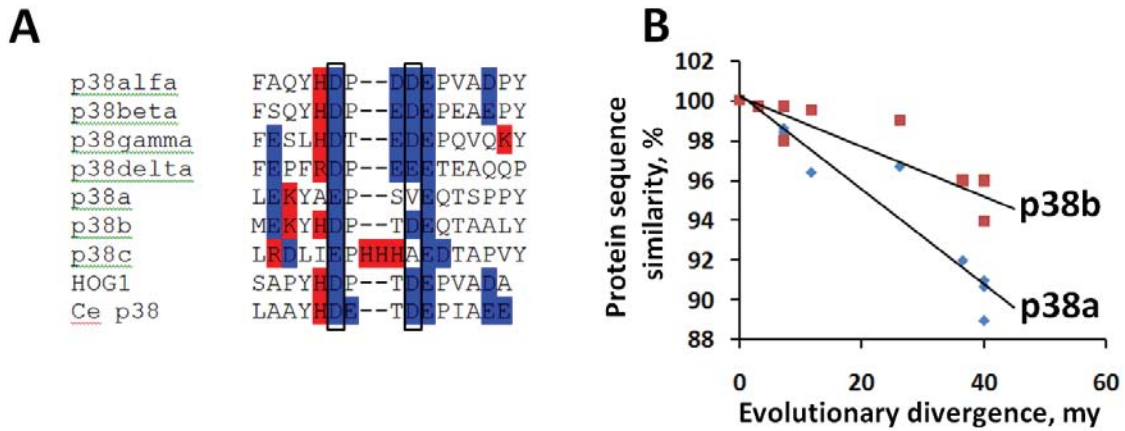 A
p38alfa FAQYHDP--DDEPVADPY
p38beta FSQYHDP--EDEPEAEPY
p38gamma FESLHDT--EDEPQVQKY
p38delta FEPFRDP--EEETEAQQP
p38a LEKYAEP--SVEQTSPPY
p38b MEKYHDP--TDEQTAALY
p38c LRDLIEPHHHAEDTAPVY
HOG1 SAPYHDP--TDEPVADA
Ce p38 LAAYHDE--TDEPIAEE
B
Protein sequence
similarity, %
102
100
98
96
94
92
90
88
p38b
p38a
0 20 40 60
Evolutionary divergence, my